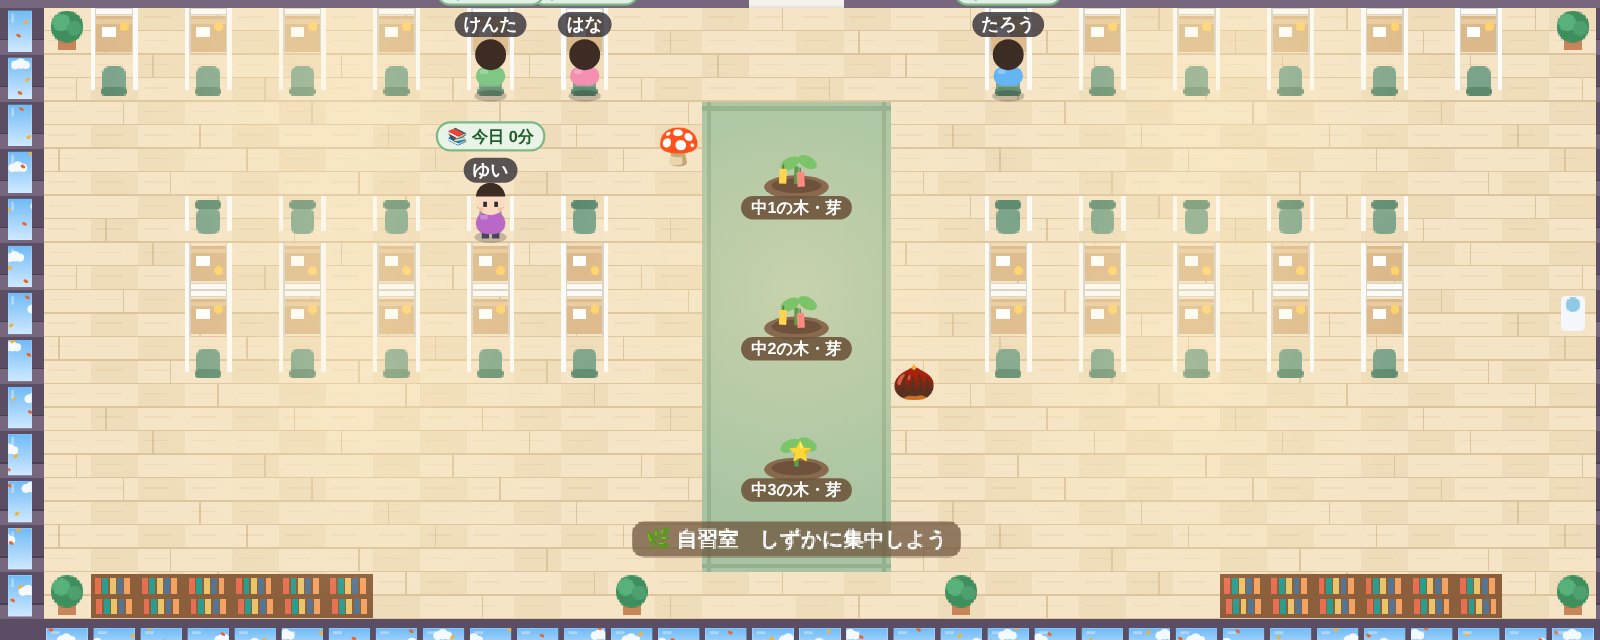 けんた
はな
たろう
今日 0分
ゆい
中1の木・芽
中2の木・芽
中3の木・芽
自習室　しずかに集中しよう